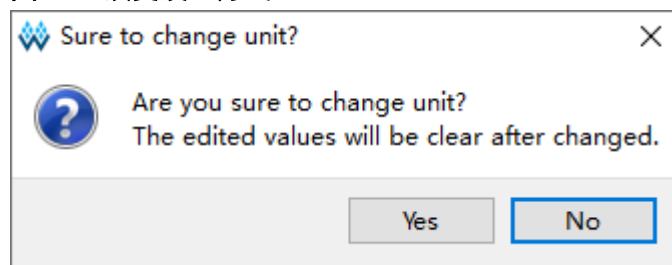 Sure to change unit?
Are you sure to change unit?
The edited values will be clear after changed.
Yes
No